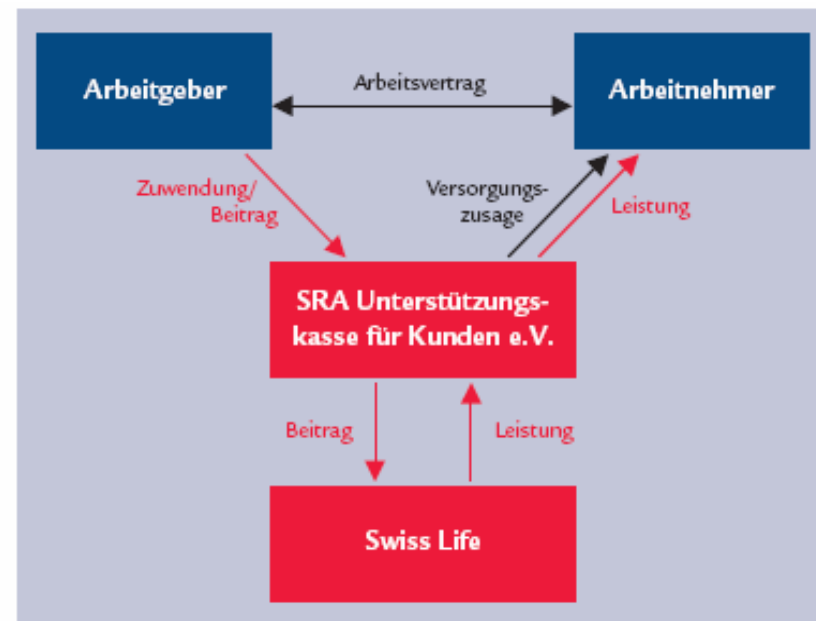 Arbeitgeber
Arbeitsvertrag
Arbeitnehmer
Zuwendung/
Beitrag
Versorgungs-
zusage
Leistung
SRA Unterstützungs-
kasse für Kunden e.V.
Beitrag
Leistung
Swiss Life